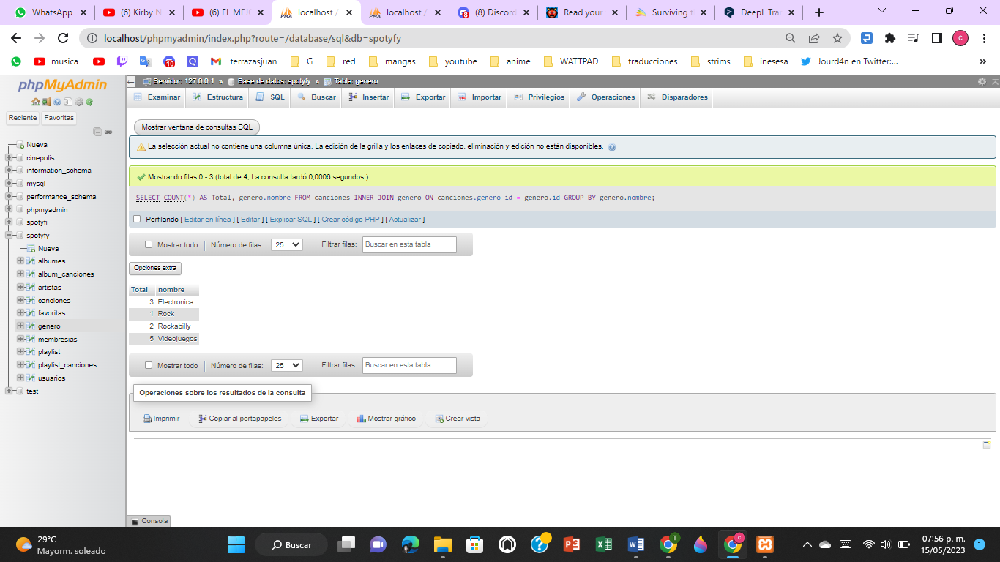 WhatsApp
(6) Kirby N
(6) EL MEJO
localhost /
localhost /
(8) Discord
Read your
Surviving t
DeepL Tran
localhost/phpmyadmin/index.php?route=/database/sql&db=spotyfy
c
musica
10
terrazasjuan
G
red
mangas
youtube
anime
WATTPAD
traducciones
strims
inesesa
Jourd4n en Twitter:...
»
phpMyAdmin
Reciente
Favoritas
Nueva
cinepolis
information_schema
mysql
performance_schema
phpmyadmin
spotyfi
spotyfy
Nueva
albumes
album_canciones
artistas
canciones
favoritas
genero
membresias
playlist
playlist_canciones
usuarios
test
Servidor: 127.0.0.1 » Base de datos: spotyfy » Tabla: genero
Examinar
Estructura
SQL
Buscar
Insertar
Exportar
Importar
Privilegios
Operaciones
Disparadores
Mostrar ventana de consultas SQL
La selección actual no contiene una columna única. La edición de la grilla y los enlaces de copiado, eliminación y edición no están disponibles.
Mostrando filas 0 - 3 (total de 4, La consulta tardó 0,0006 segundos.)
SELECT COUNT(*) AS Total, genero.nombre FROM canciones INNER JOIN genero ON canciones.genero_id = genero.id GROUP BY genero.nombre;
Perfilando [ Editar en línea ] [ Editar ] [ Explicar SQL ] [ Crear código PHP ] [ Actualizar ]
Mostrar todo
Número de filas:
25
Filtrar filas:
Buscar en esta tabla
Opciones extra
Total nombre
3 Electronica
1 Rock
2 Rockabilly
5 Videojuegos
Mostrar todo
Número de filas:
25
Filtrar filas:
Buscar en esta tabla
Operaciones sobre los resultados de la consulta
Imprimir
Copiar al portapapeles
Exportar
Mostrar gráfico
Crear vista
Consola
29°C
Mayorm. soleado
Buscar
07:56 p. m.
15/05/2023
1